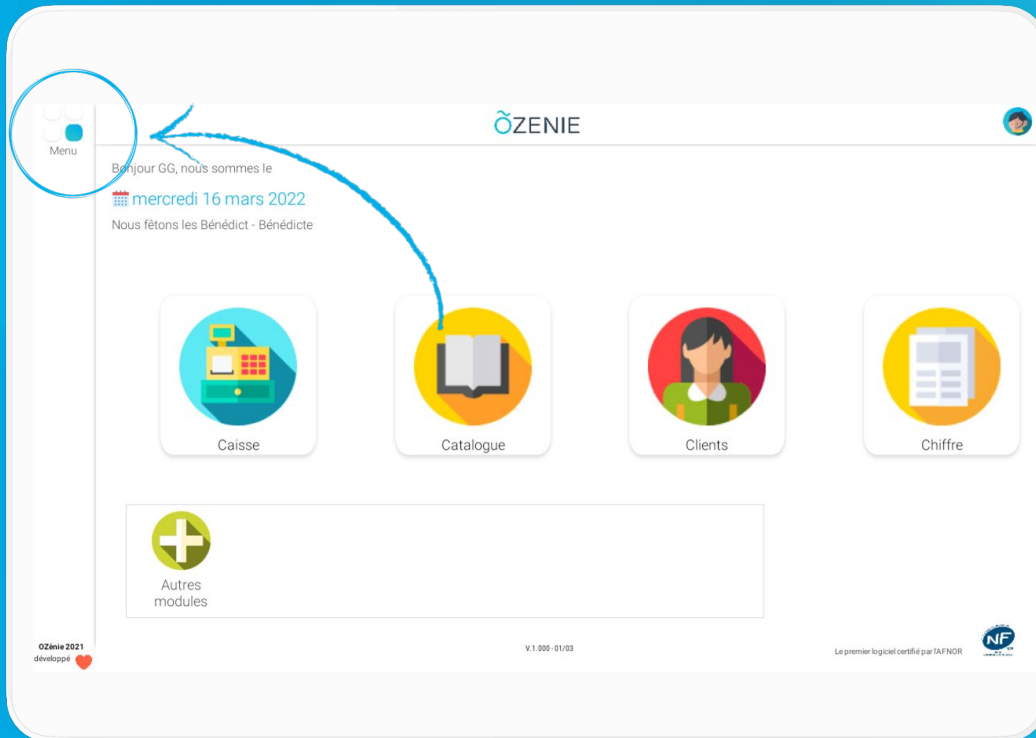 Menu
ÕZENIE
Bonjour GG, nous sommes le
mercredi 16 mars 2022
Nous fêtons les Bénédict - Bénédicte
Caisse
Catalogue
Clients
Chiffre
Autres
modules
OZénie 2021
développé
V.1.000 - 01/03
Le premier logiciel certifié par l'AFNOR
NF